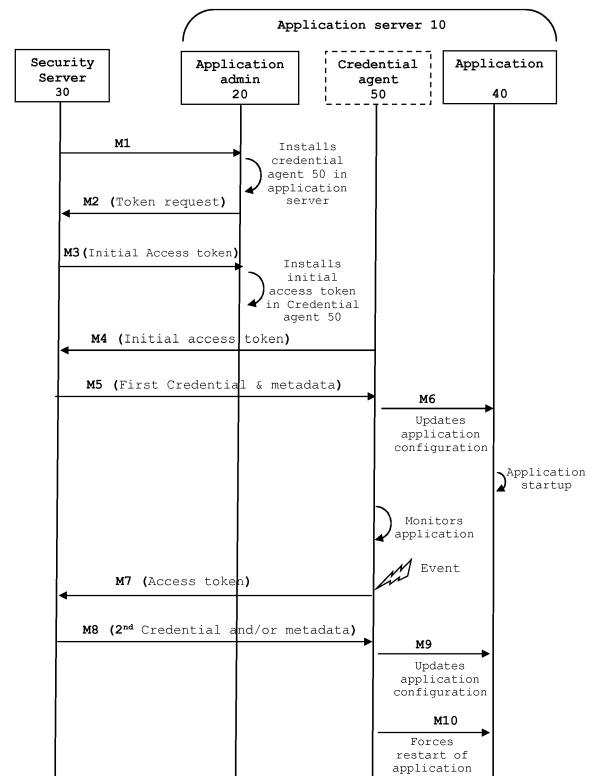 Application server 10
Security
Server
30
Application
admin
20
Credential
agent
50
Application
40
M1
Installs
credential
agent 50 in
application
server
M2 (Token request)
M3(Initial Access token)
Installs
initial
access token
in Credential
agent 50
M4 (Initial access token)
M5 (First Credential & metadata)
M6
Updates
application
configuration
Application
startup
Monitors
application
Event
M7 (Access token)
M8 (2nd Credential and/or metadata)
M9
Updates
application
configuration
M10
Forces
restart of
application